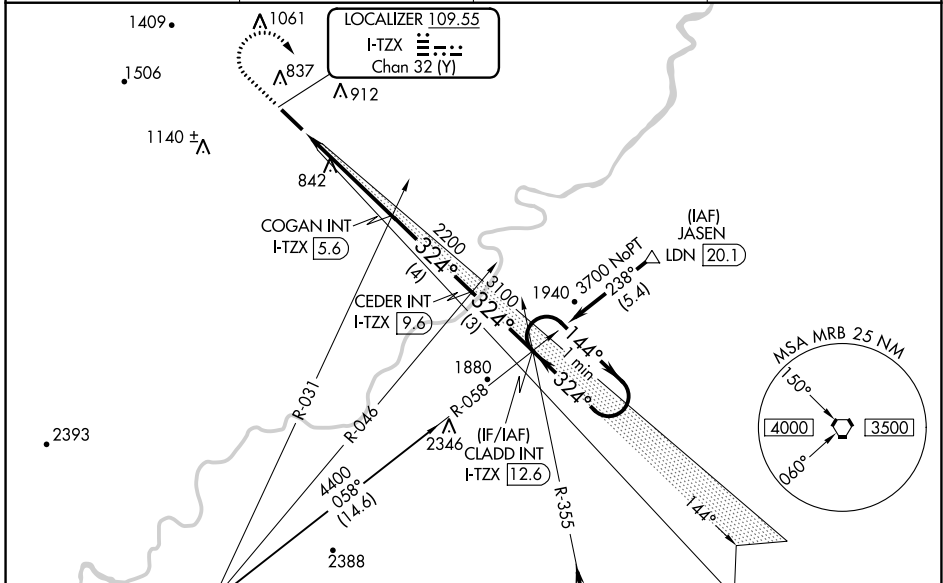 1409
1061
LOCALIZER 109.55
I-TZX
Chan 32 (Y)
1506
837
912
1140 ±
842
COGAN INT
I-TZX 5.6
2200
324°
(4)
(IAF)
JASEN
LDN 20.1
3700 NoPT
238°
(5.4)
1940
3100
CEDER INT
I-TZX 9.6
324°
(3)
144°
1 min
324°
MSA MRB 25 NM
150°
4000
3500
060°
1880
R-058
R-031
R-046
2346
(IF/IAF)
CLADD INT
I-TZX 12.6
2393
4400
058°
(14.6)
R-355
144°
2388